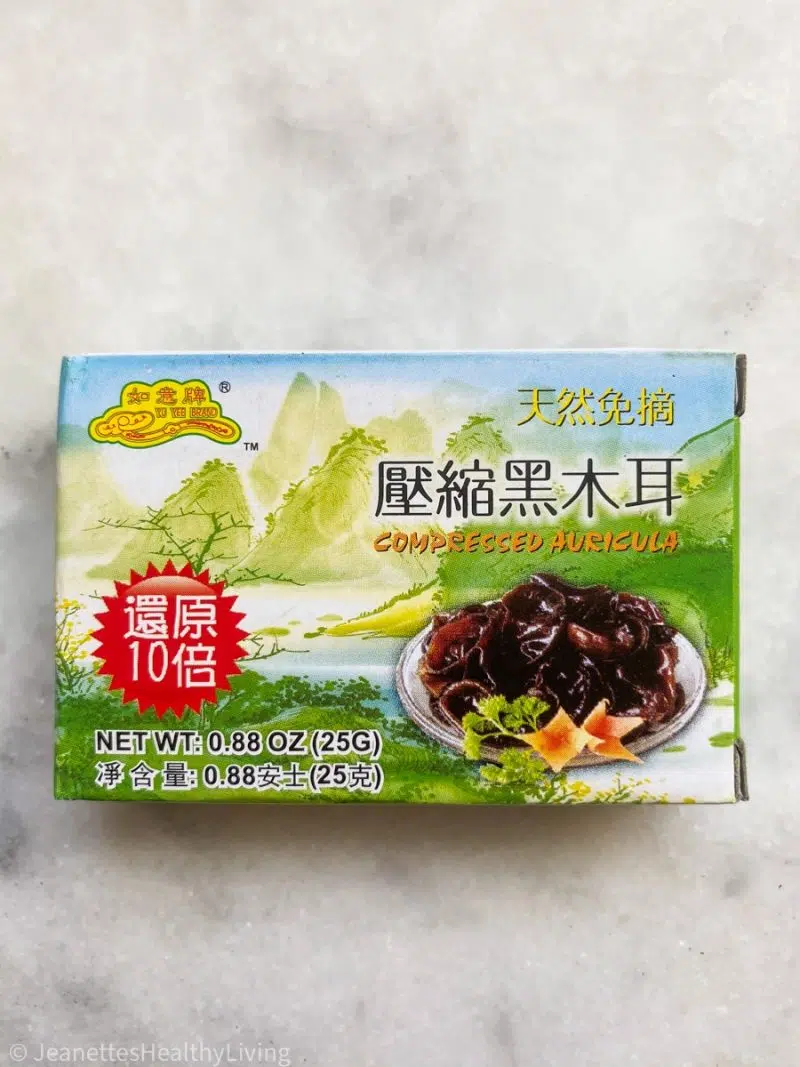 如意牌 ®
YU YEE BRAND
TM
天然免摘
壓縮黑木耳
COMPRESSED AURICULA
還原
10倍
NET WT: 0.88 OZ (25G)
淨含量: 0.88安士(25克)
© JeanettesHealthyLiving